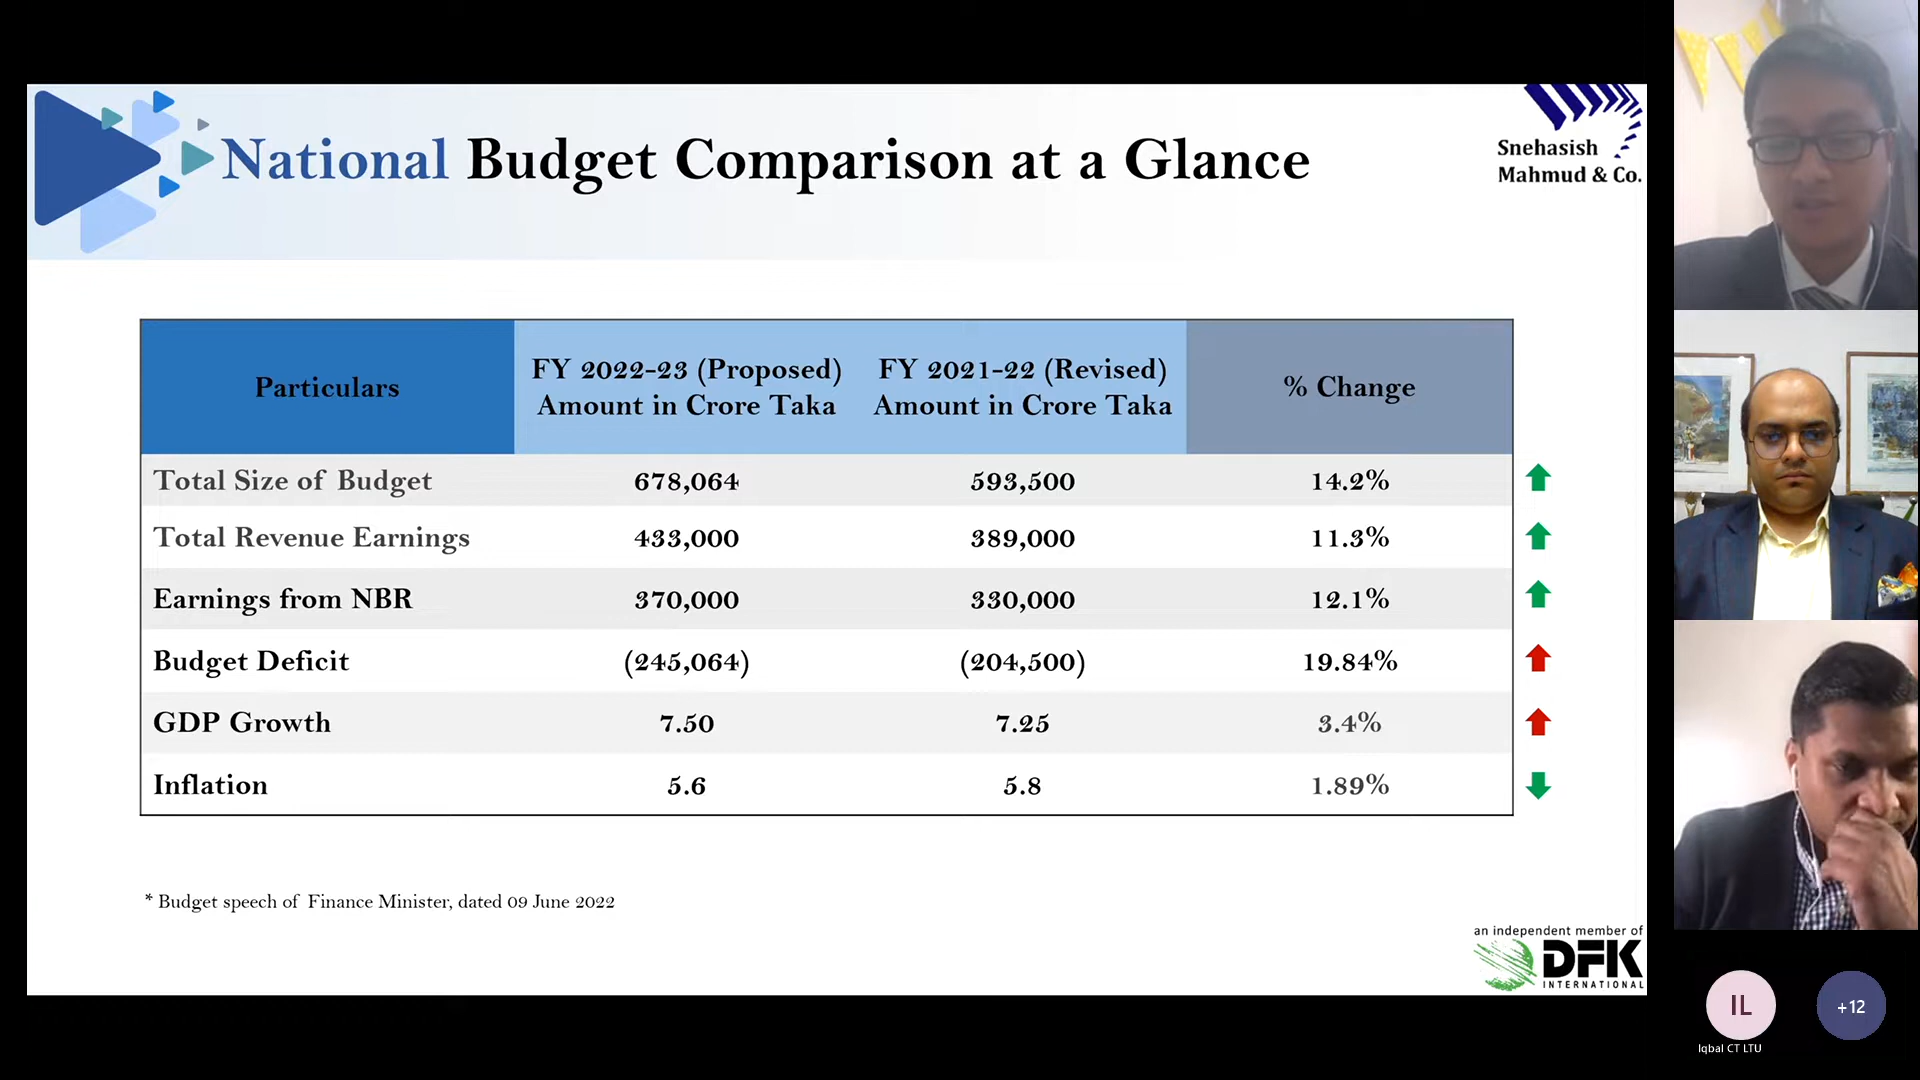 National Budget Comparison at a Glance
Snehasish
Mahmud & Co.
Particulars
FY 2022-23 (Proposed)
Amount in Crore Taka
FY 2021-22 (Revised)
Amount in Crore Taka
% Change
Total Size of Budget 678,064 593,500 14.2%
Total Revenue Earnings 433,000 389,000 11.3%
Earnings from NBR 370,000 330,000 12.1%
Budget Deficit (245,064) (204,500) 19.84%
GDP Growth 7.50 7.25 3.4%
Inflation 5.6 5.8 1.89%
* Budget speech of Finance Minister, dated 09 June 2022
an independent member of
DFK
INTERNATIONAL
IL
+12
Iqbal CT LTU